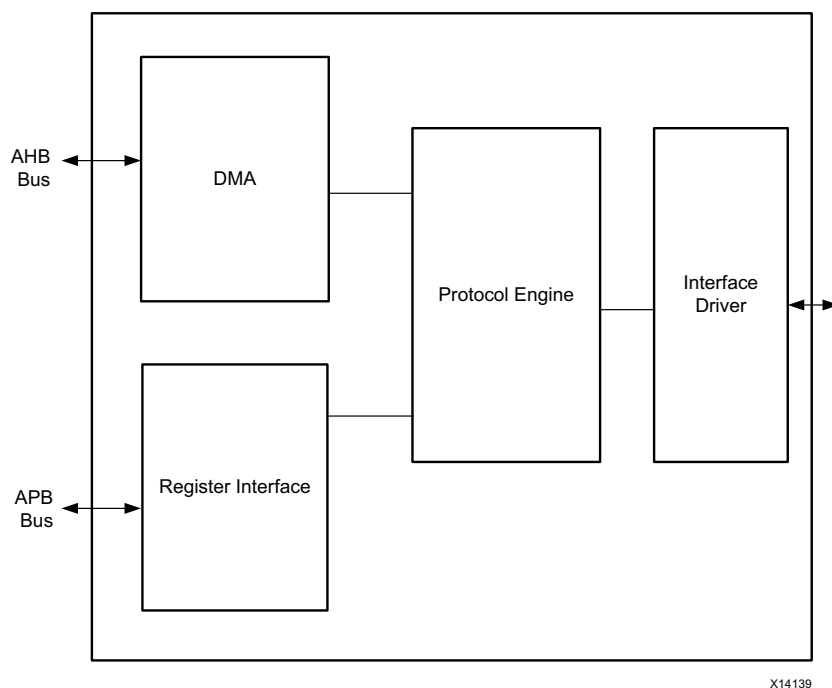 AHB
Bus
DMA
Protocol Engine
Interface
Driver
Register Interface
APB
Bus
X14139